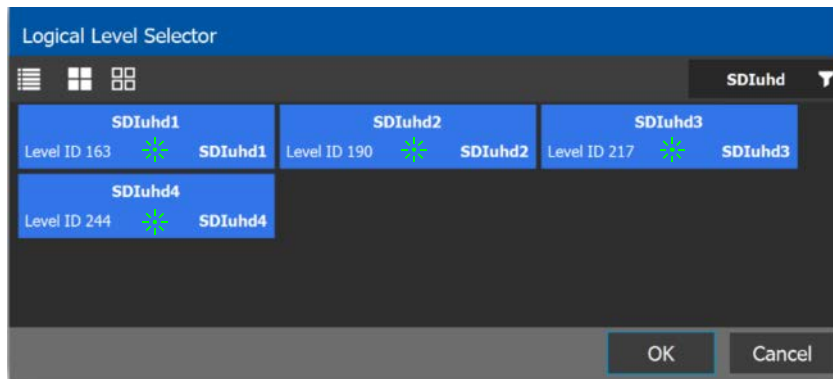 Logical Level Selector
SDIuhd
SDIuhd1
Level ID 163 SDIuhd1
SDIuhd2
Level ID 190 SDIuhd2
SDIuhd3
Level ID 217 SDIuhd3
SDIuhd4
Level ID 244 SDIuhd4
OK
Cancel